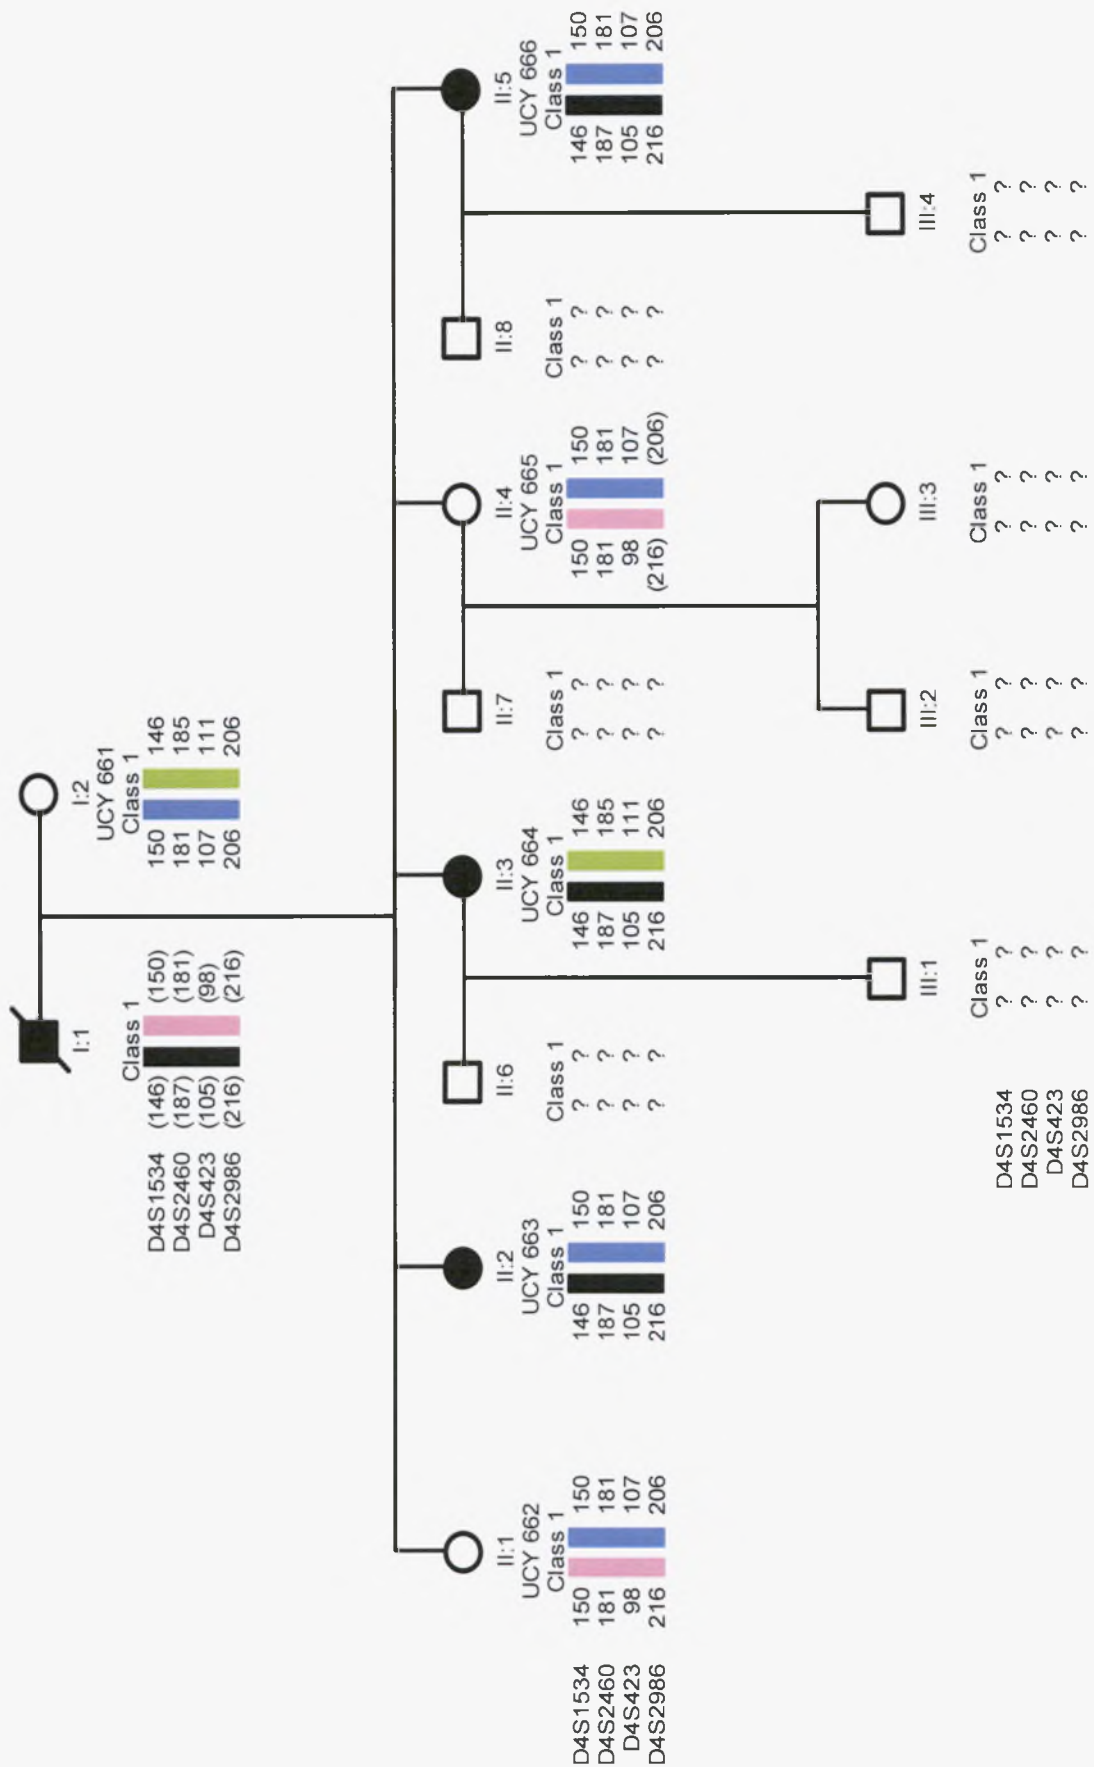 I:1
Class 1
D4S1534 (146) (150)
D4S2460 (187) (181)
D4S423 (105) (98)
D4S2986 (216) (216)
I:2
UCY 661
Class 1
150 146
181 185
107 111
206 206
II:1
UCY 662
Class 1
D4S1534 150 150
D4S2460 181 181
D4S423 98 107
D4S2986 216 206
II:2
UCY 663
Class 1
146 150
187 181
105 107
216 206
II:6
Class 1
? ?
? ?
? ?
? ?
II:3
UCY 664
Class 1
146 146
187 185
105 111
216 206
II:7
Class 1
? ?
? ?
? ?
? ?
II:4
UCY 665
Class 1
150 150
181 181
98 107
(216) (206)
II:8
Class 1
? ?
? ?
? ?
? ?
II:5
UCY 666
Class 1
146 150
187 181
105 107
216 206
D4S1534
D4S2460
D4S423
D4S2986
III:1
Class 1
? ?
? ?
? ?
? ?
III:2
Class 1
? ?
? ?
? ?
? ?
III:3
Class 1
? ?
? ?
? ?
? ?
III:4
Class 1
? ?
? ?
? ?
? ?